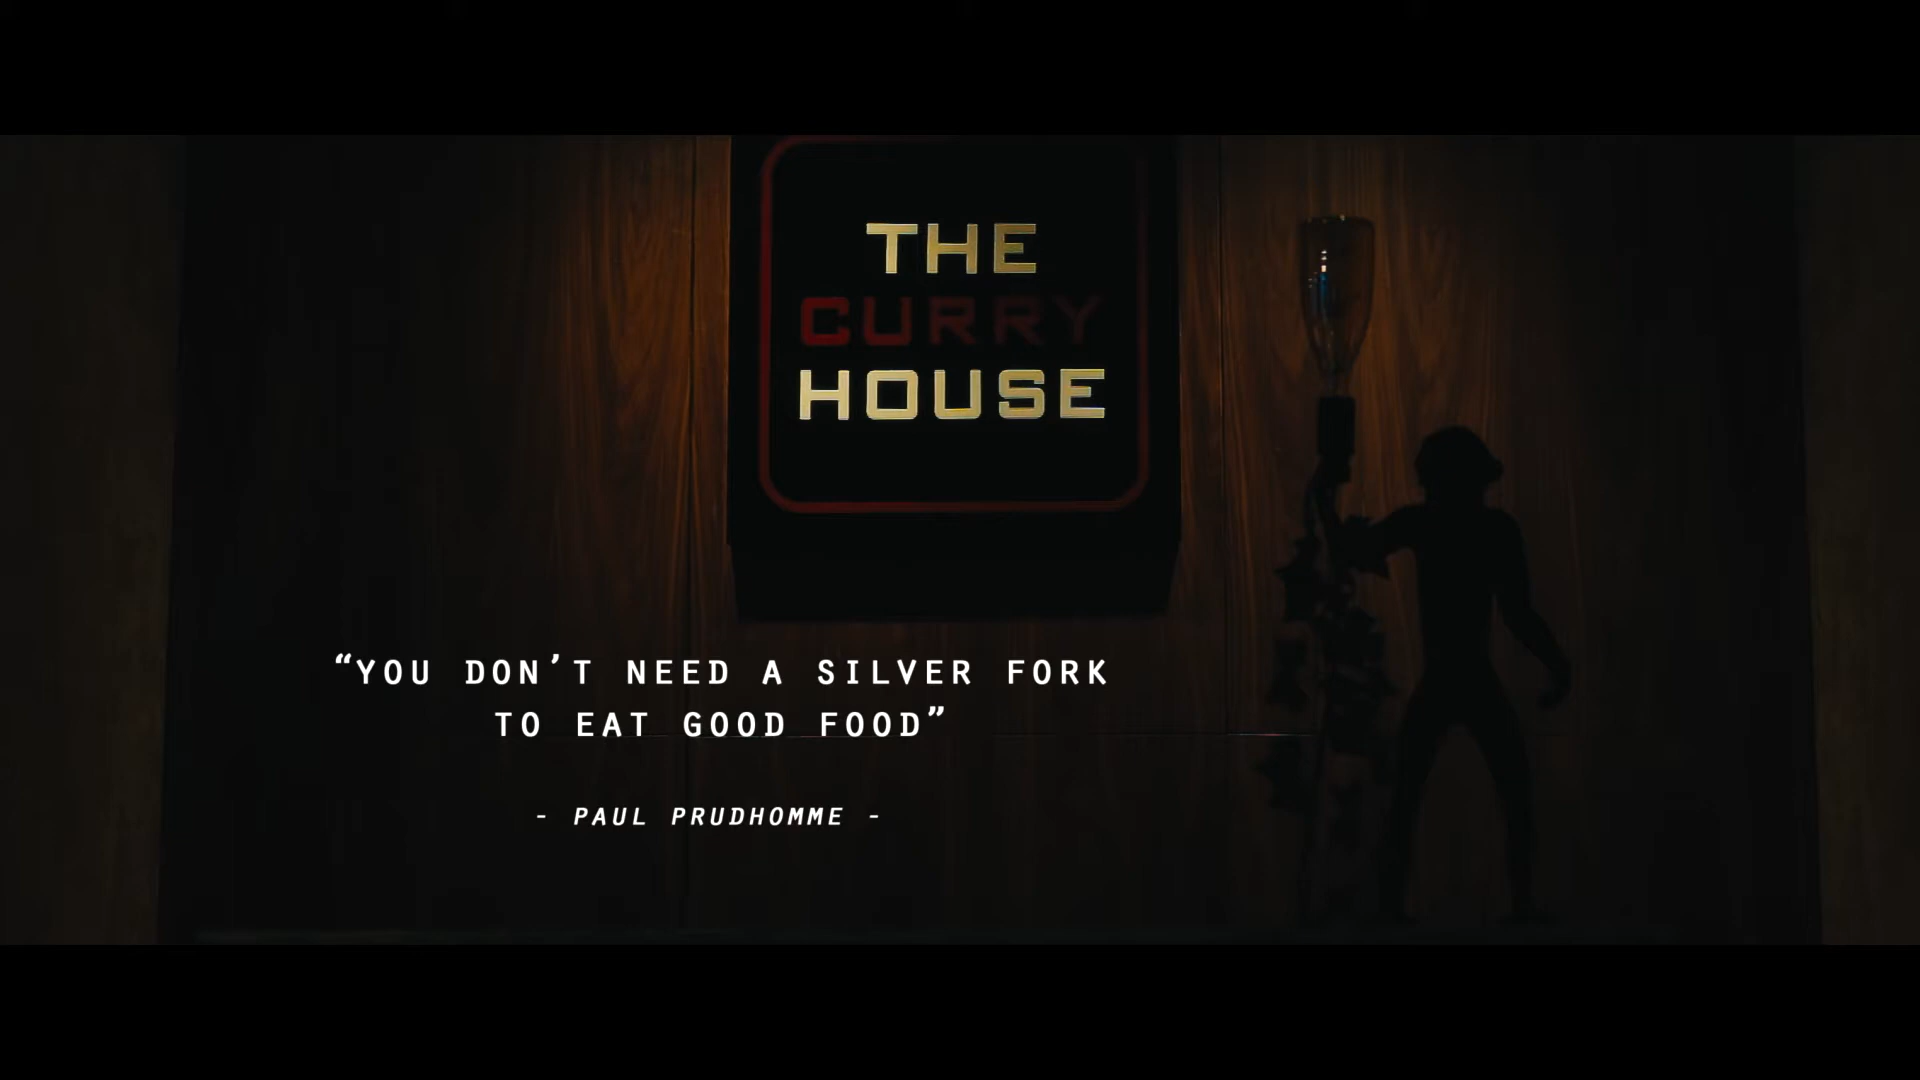 THE
CURRY
HOUSE
“YOU DON’T NEED A SILVER FORK
TO EAT GOOD FOOD”
- PAUL PRUDHOMME -